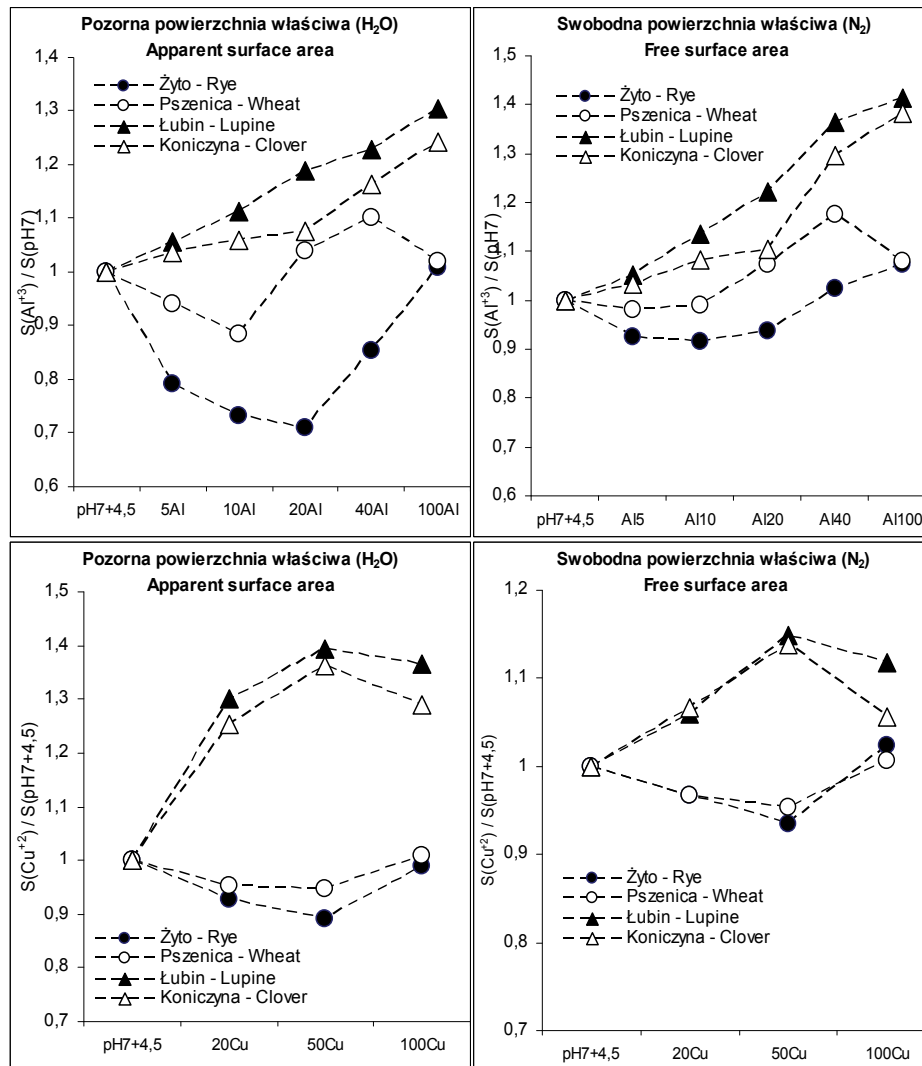 Pozorna powierzchnia właściwa (H₂O)
Apparent surface area
S(Al⁺³) / S(pH7)
1,4
1,3
1,2
1,1
1
0,9
0,8
0,7
0,6
Żyto - Rye
Pszenica - Wheat
Łubin - Lupine
Koniczyna - Clover
pH7+4,5 5Al 10Al 20Al 40Al 100Al
Swobodna powierzchnia właściwa (N₂)
Free surface area
S(Al⁺³) / S(pH7)
1,5
1,4
1,3
1,2
1,1
1
0,9
0,8
0,7
0,6
Żyto - Rye
Pszenica - Wheat
Łubin - Lupine
Koniczyna - Clover
pH7+4,5 Al5 Al10 Al20 Al40 Al100
Pozorna powierzchnia właściwa (H₂O)
Apparent surface area
S(Cu⁺²) / S(pH7+4,5)
1,5
1,4
1,3
1,2
1,1
1
0,9
0,8
0,7
Żyto - Rye
Pszenica - Wheat
Łubin - Lupine
Koniczyna - Clover
pH7+4,5 20Cu 50Cu 100Cu
Swobodna powierzchnia właściwa (N₂)
Free surface area
S(Cu⁺²) / S(pH7+4,5)
1,2
1,1
1
0,9
0,8
0,7
Żyto - Rye
Pszenica - Wheat
Łubin - Lupine
Koniczyna - Clover
pH7+4,5 20Cu 50Cu 100Cu